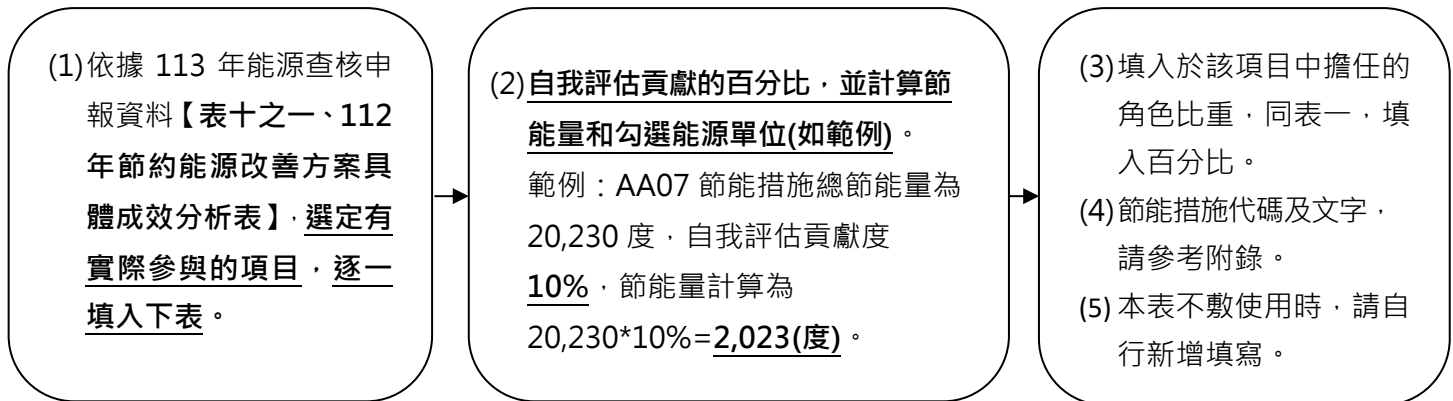 (1)依據 113 年能源查核申
報資料【表十之一、112
年節約能源改善方案具
體成效分析表】,選定有
實際參與的項目,逐一
填入下表。
(2)自我評估貢獻的百分比,並計算節
能量和勾選能源單位(如範例)。
範例：AA07 節能措施總節能量為
20,230 度,自我評估貢獻度
10%,節能量計算為
20,230*10%=2,023(度)。
(3)填入於該項目中擔任的
角色比重,同表一,填
入百分比。
(4)節能措施代碼及文字,
請參考附錄。
(5) 本表不敷使用時,請自
行新增填寫。